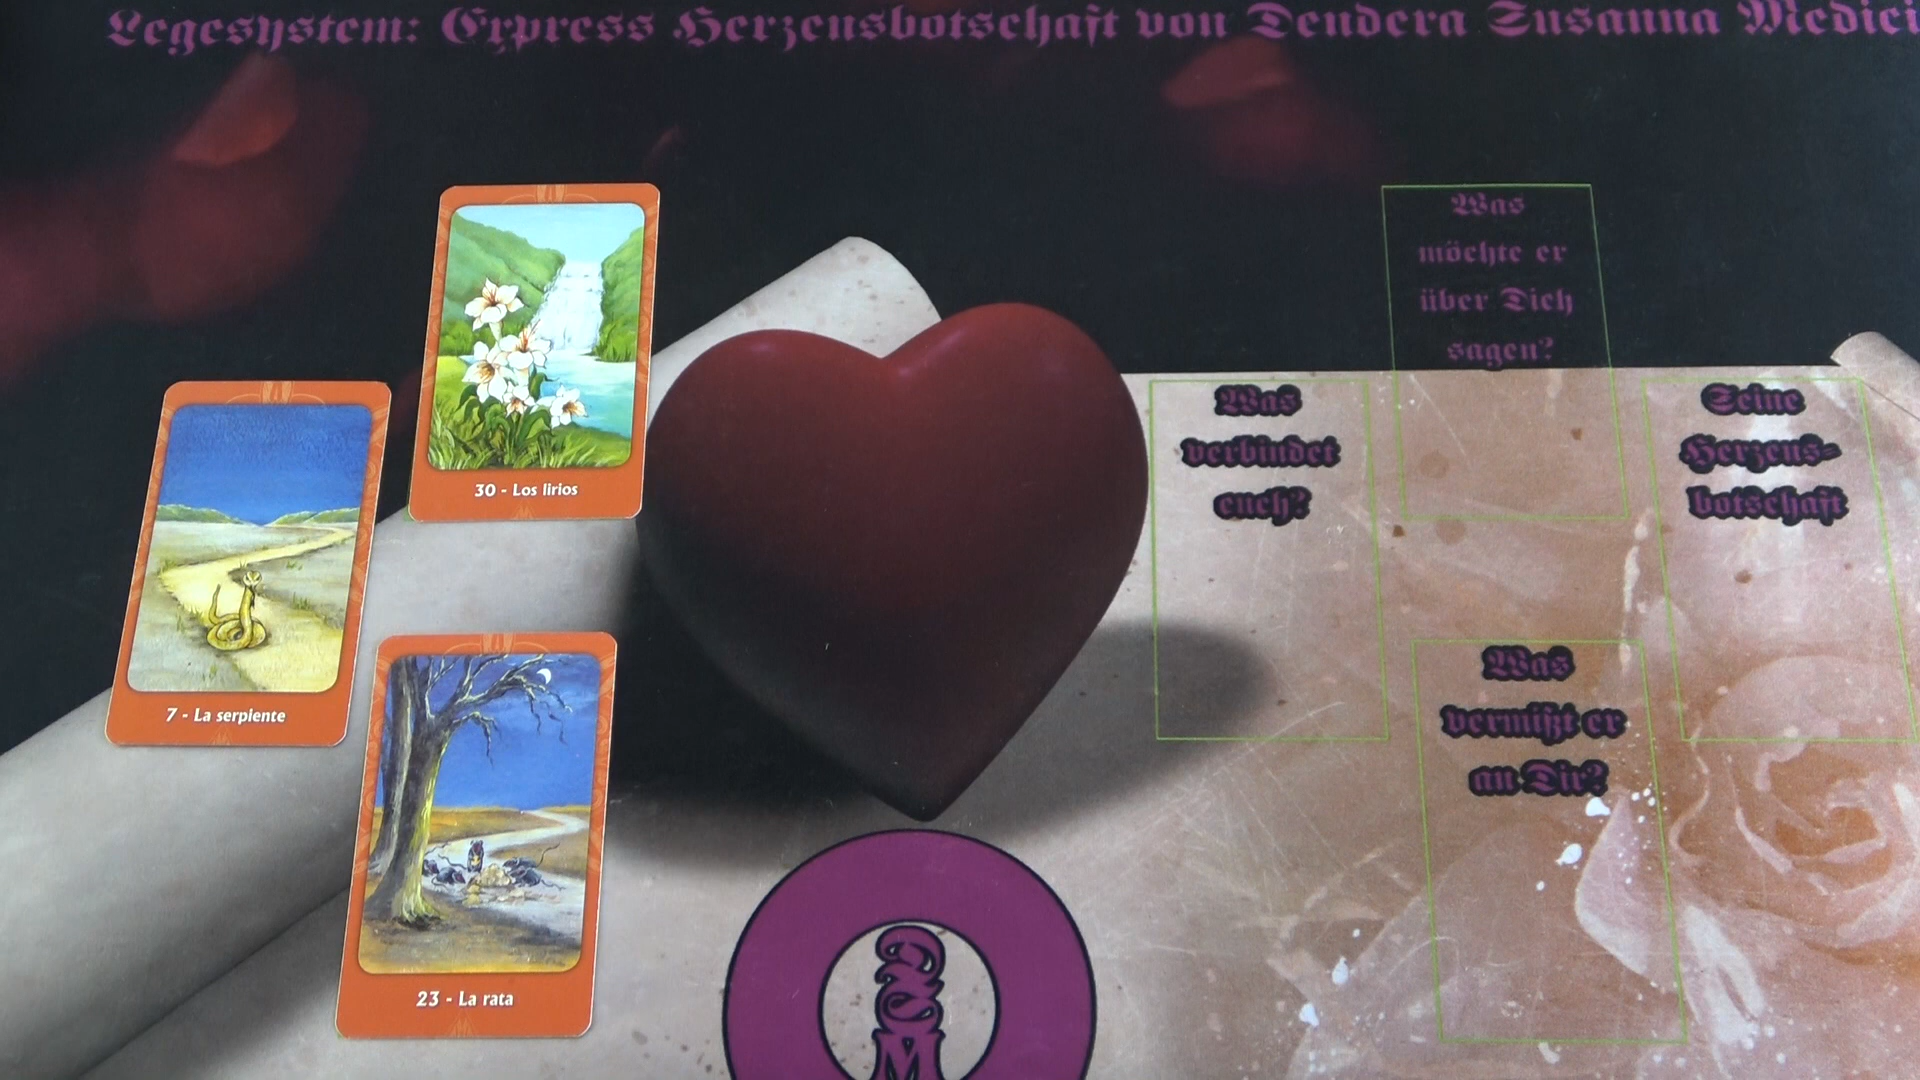 Legesystem: Express Herzensbotschaft von Dendera Susanna Medici
30 - Los lirios
7 - La serpiente
23 - La rata
Was
möchte er
über Dich
sagen?
Was
verbindet
euch?
Seine
Herzens-
botschaft
Was
vermißt er
an Dir?